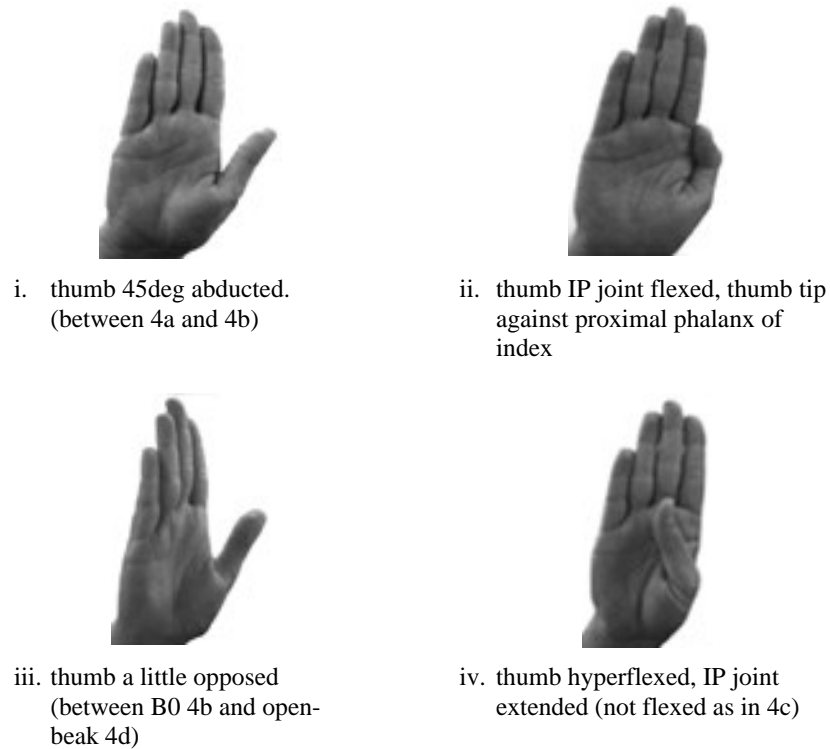 i. thumb 45deg abducted.
(between 4a and 4b)
ii. thumb IP joint flexed, thumb tip
against proximal phalanx of
index
iii. thumb a little opposed
(between B0 4b and open-
beak 4d)
iv. thumb hyperflexed, IP joint
extended (not flexed as in 4c)